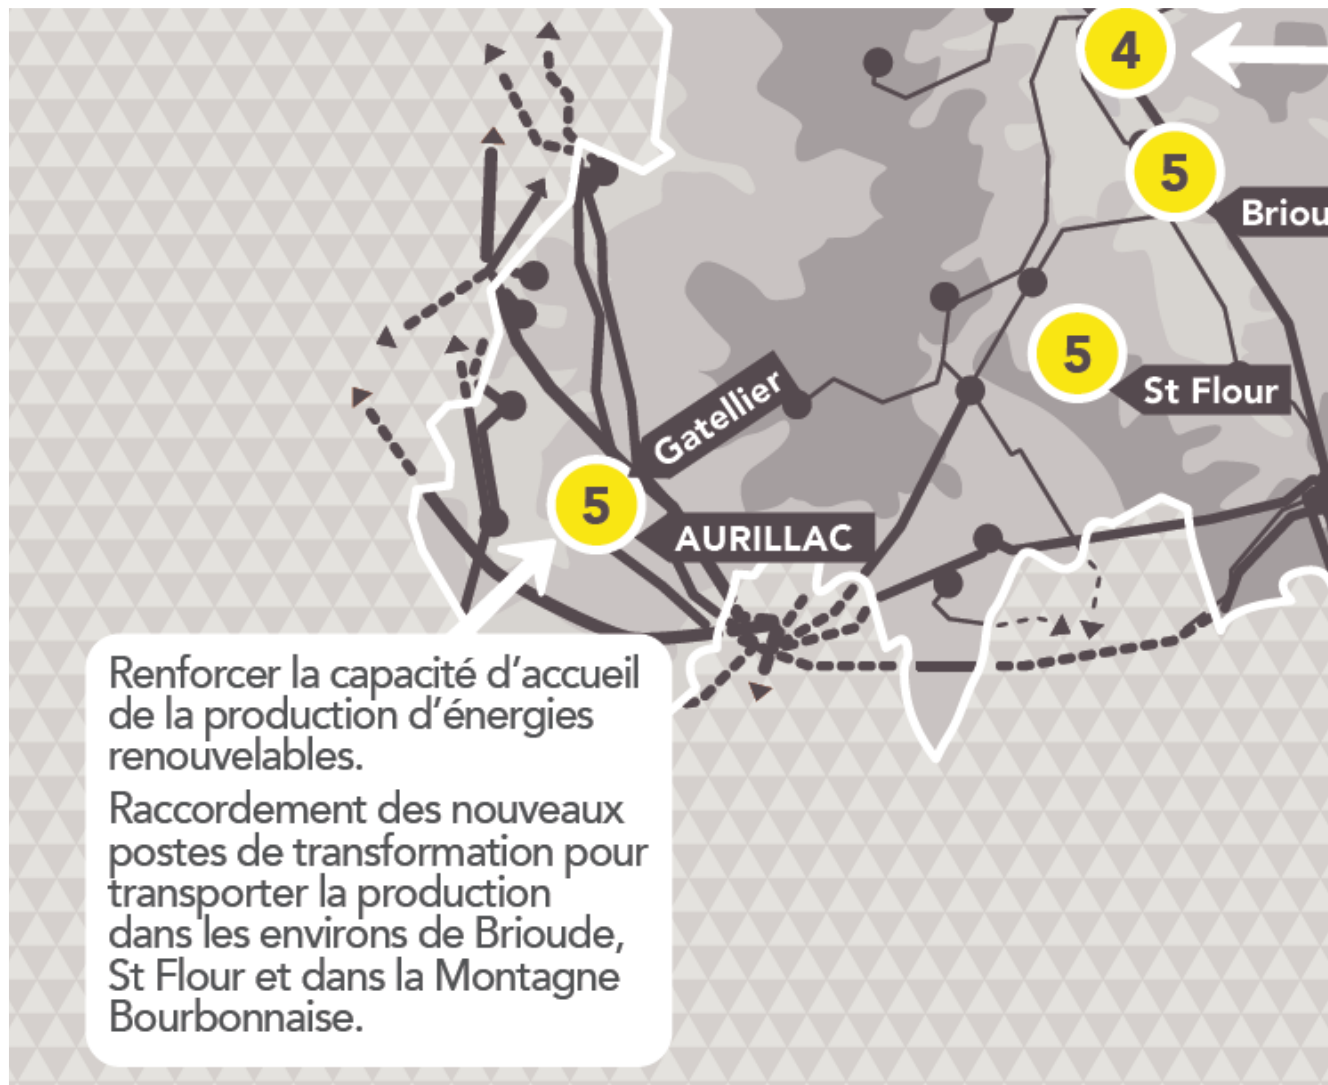 4
5
Briou
5
St Flour
Gatellier
5
AURILLAC
Renforcer la capacité d’accueil
de la production d’énergies
renouvelables.
Raccordement des nouveaux
postes de transformation pour
transporter la production
dans les environs de Brioude,
St Flour et dans la Montagne
Bourbonnaise.